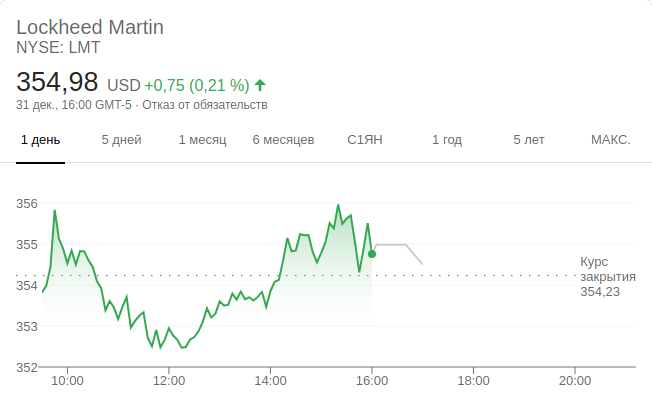 Lockheed Martin
NYSE: LMT
354,98 USD +0,75 (0,21 %)
31 дек., 16:00 GMT-5 · Отказ от обязательств
1 день 5 дней 1 месяц 6 месяцев С1ЯН 1 год 5 лет МАКС.
356
355
354
353
352
Курс
закрытия
354,23
10:00 12:00 14:00 16:00 18:00 20:00